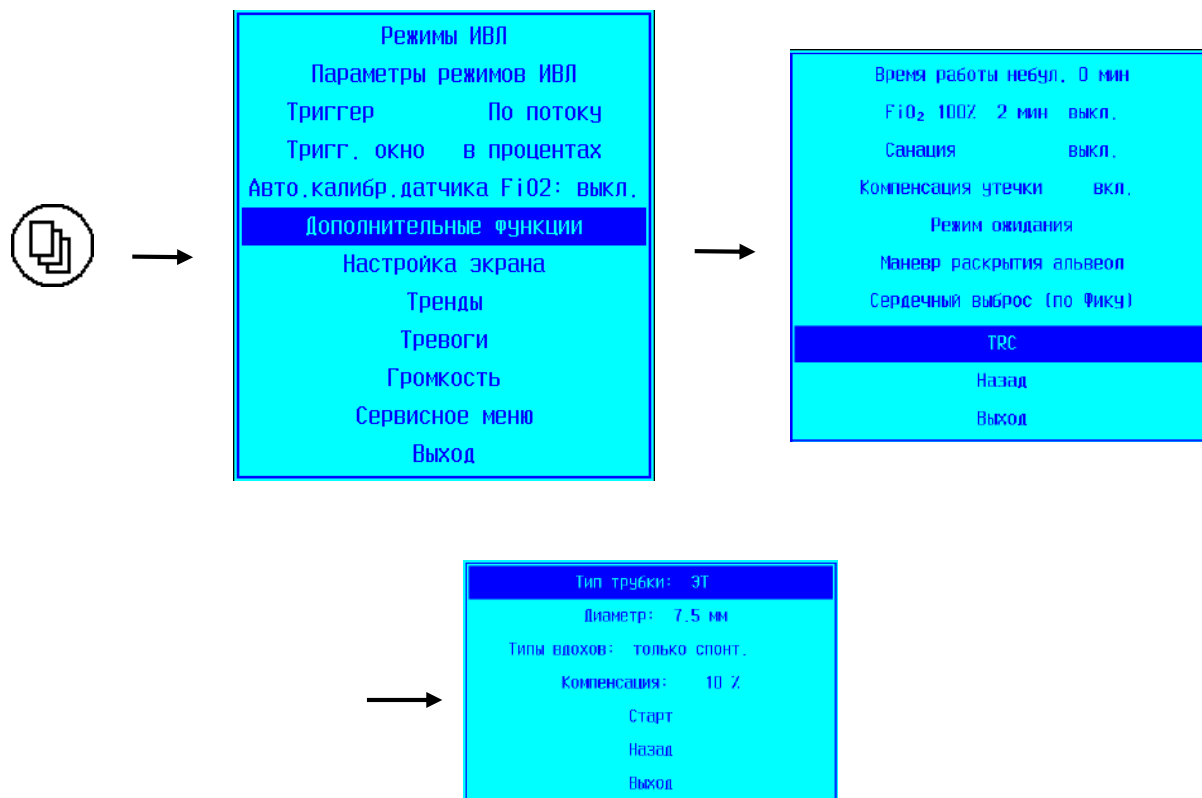 Режимы ИВЛ
Параметры режимов ИВЛ
Триггер По потоку
Тригг. окно в процентах
Авто.калибр.датчика FiO2: выкл.
Дополнительные функции
Настройка экрана
Тренды
Тревоги
Громкость
Сервисное меню
Выход
Время работы небул. 0 мин
FiO₂ 100% 2 мин выкл.
Санация выкл.
Компенсация утечки вкл.
Режим ожидания
Маневр раскрытия альвеол
Сердечный выброс (по Фику)
TRC
Назад
Выход
Тип трубки: ЭТ
Диаметр: 7.5 мм
Типы вдохов: только спонт.
Компенсация: 10 %
Старт
Назад
Выход